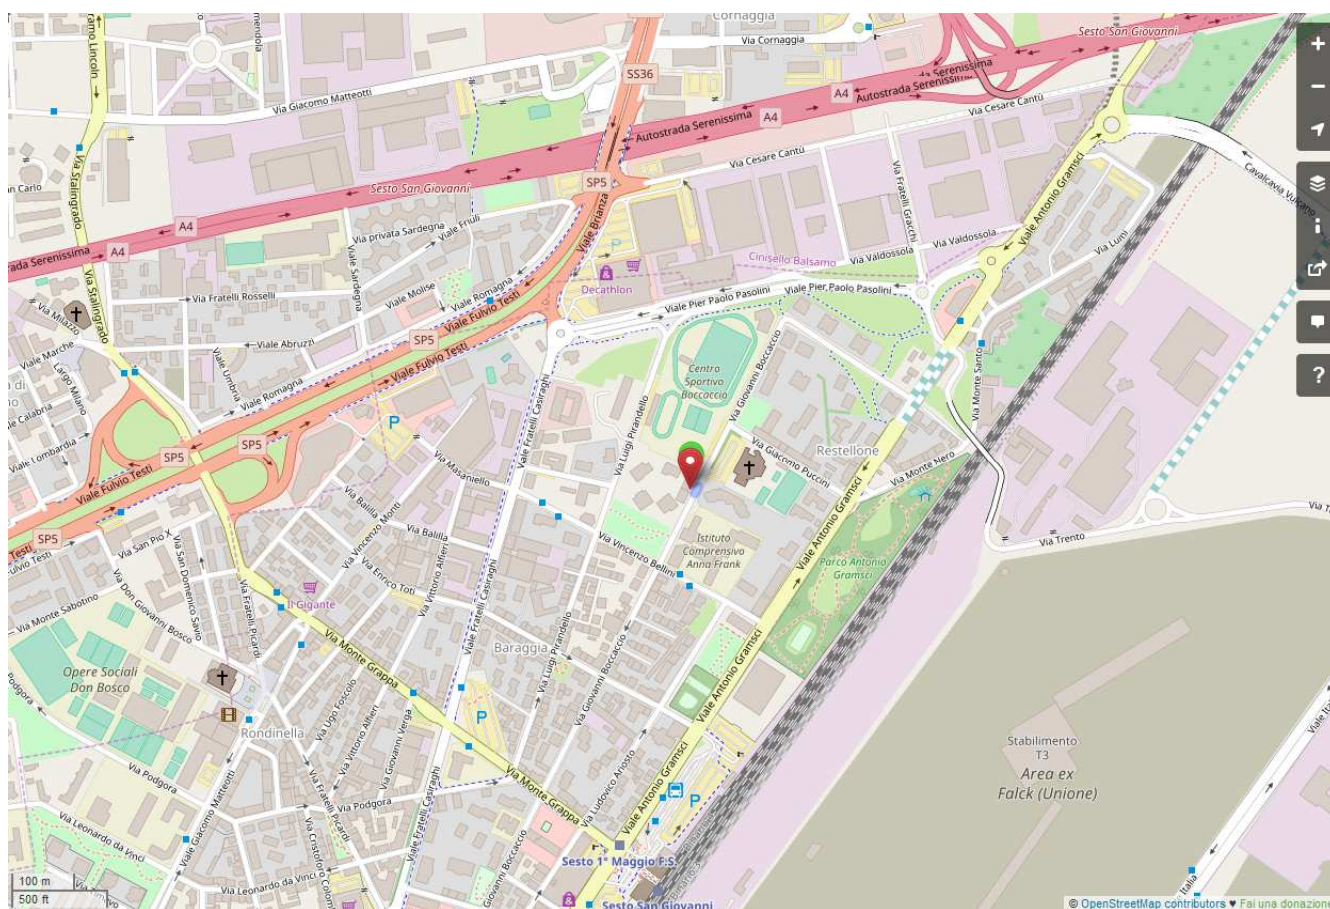 Cornaggia
Via Cornaggia
Sesto San Giovanni
SS36
Via Giacomo Matteotti
Autostrada Serenissima
A4
Autostrada Serenissima
A4
Via Cesare Cantù
Via Cesare Cantù
Via Stalingrado
SP5
Sesto San Giovanni
A4
A4
Viale Brianza
Via Fratelli Gracchi
Viale Antonio Gramsci
Cavalcavia Vulcano
Via privata Sardegna
Viale Friuli
Viale Sardegna
Via Valdossola
Via Valdossola
Via Luini
Cinisello Balsamo
P
Decathlon
Via Fratelli Rosselli
Viale Molise
Viale Romagna
Viale Fulvio Testi
SP5
Viale Pier Paolo Pasolini
Viale Pier Paolo Pasolini
Via Milazzo
Via Stalingrado
Viale Marche
Viale Abruzzi
Viale Umbria
Viale Fulvio Testi
Largo Milano
Viale Romagna
Viale Fratelli Casiraghi
Centro
Sportivo
Boccaccio
Via Giovanni Boccaccio
Via Monte Santo
Via Luigi Pirandello
P
SP5
SP5
Viale Fulvio Testi
Via Masaniello
Via Giacomo Puccini
Restellone
Via Monte Nero
Via Balilla
Via Vincenzo Monti
Via Balilla
Via Vittorio Alfieri
SP5
Via San Pio X
Via San Domenico Savio
Via Don Giovanni Bosco
Via Enrico Toti
Via Vincenzo Bellini
Istituto
Comprensivo
Anna Frank
Viale Antonio Gramsci
Parco Antonio
Gramsci
Via Trento
Via Monte Sabotino
Via Fratelli Picardi
Il Gigante
Viale Fratelli Casiraghi
Via Monte Grappa
Via Luigi Pirandello
Baraggia
Via Giovanni Boccaccio
Viale Antonio Gramsci
Opere Sociali
Don Bosco
Via Ugo Foscolo
Via Vittorio Alfieri
Via Giovanni Verga
P
Rondinella
Stabilimento
T3
Area ex
Falck (Unione)
Via Podgora
Via Podgora
Via Monte Grappa
Via Ludovico Ariosto
Viale Antonio Gramsci
P
Viale Giacomo Matteotti
Via Fratelli Picardi
Viale Fratelli Casiraghi
Via Leonardo da Vinci
Via Leonardo da Vinci
Sesto 1° Maggio F.S.
Sesto San Giovanni
100 m
500 ft
© OpenStreetMap contributors ♥ Fai una donazione